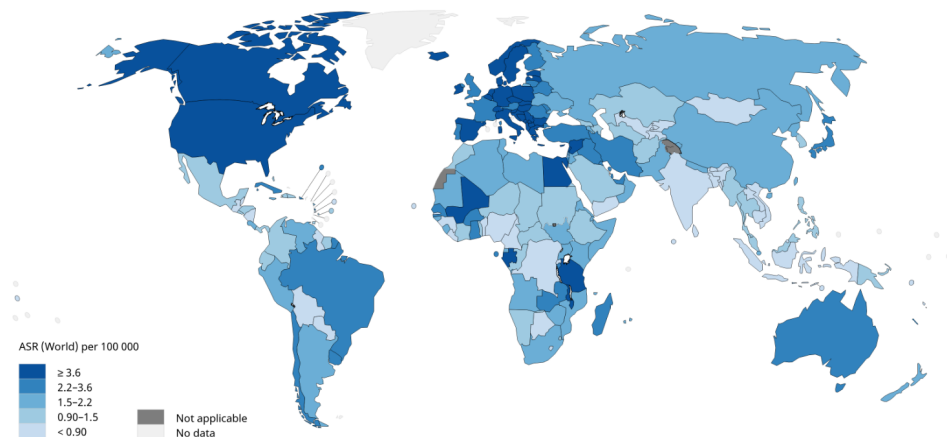 ASR (World) per 100 000
≥ 3.6
2.2–3.6
1.5–2.2
0.90–1.5
< 0.90
Not applicable
No data